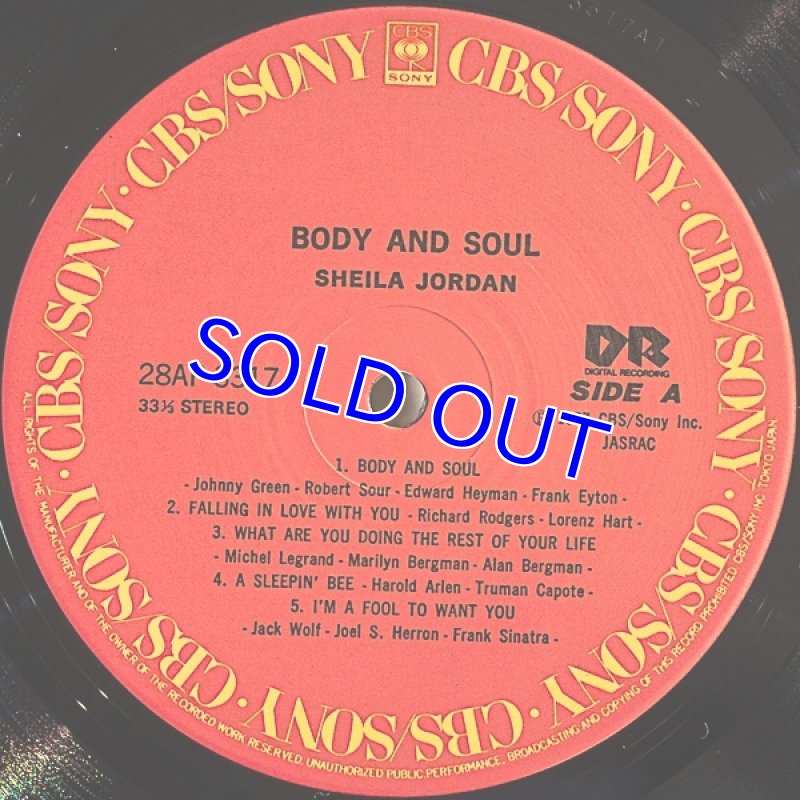 3317A1
CBS
SONY
CBS/SONY · CBS/SONY · CBS/SONY · CBS/SONY · CBS/SONY · CBS/SONY · CBS/SONY · CBS/SONY
BODY AND SOUL
SHEILA JORDAN
DR
DIGITAL RECORDING
SIDE A
33⅓ STEREO
CBS/Sony Inc.
JASRAC
SOLD OUT
1. BODY AND SOUL
- Johnny Green - Robert Sour - Edward Heyman - Frank Eyton -
2. FALLING IN LOVE WITH YOU - Richard Rodgers - Lorenz Hart -
3. WHAT ARE YOU DOING THE REST OF YOUR LIFE
- Michel Legrand - Marilyn Bergman - Alan Bergman -
4. A SLEEPIN' BEE - Harold Arlen - Truman Capote -
5. I'M A FOOL TO WANT YOU
- Jack Wolf - Joel S. Herron - Frank Sinatra -
ALL RIGHTS OF THE MANUFACTURER AND OF THE OWNER OF THE RECORDED WORK RESERVED. UNAUTHORIZED PUBLIC PERFORMANCE, BROADCASTING AND COPYING OF THIS RECORD PROHIBITED CBS/SONY INC. TOKYO JAPAN